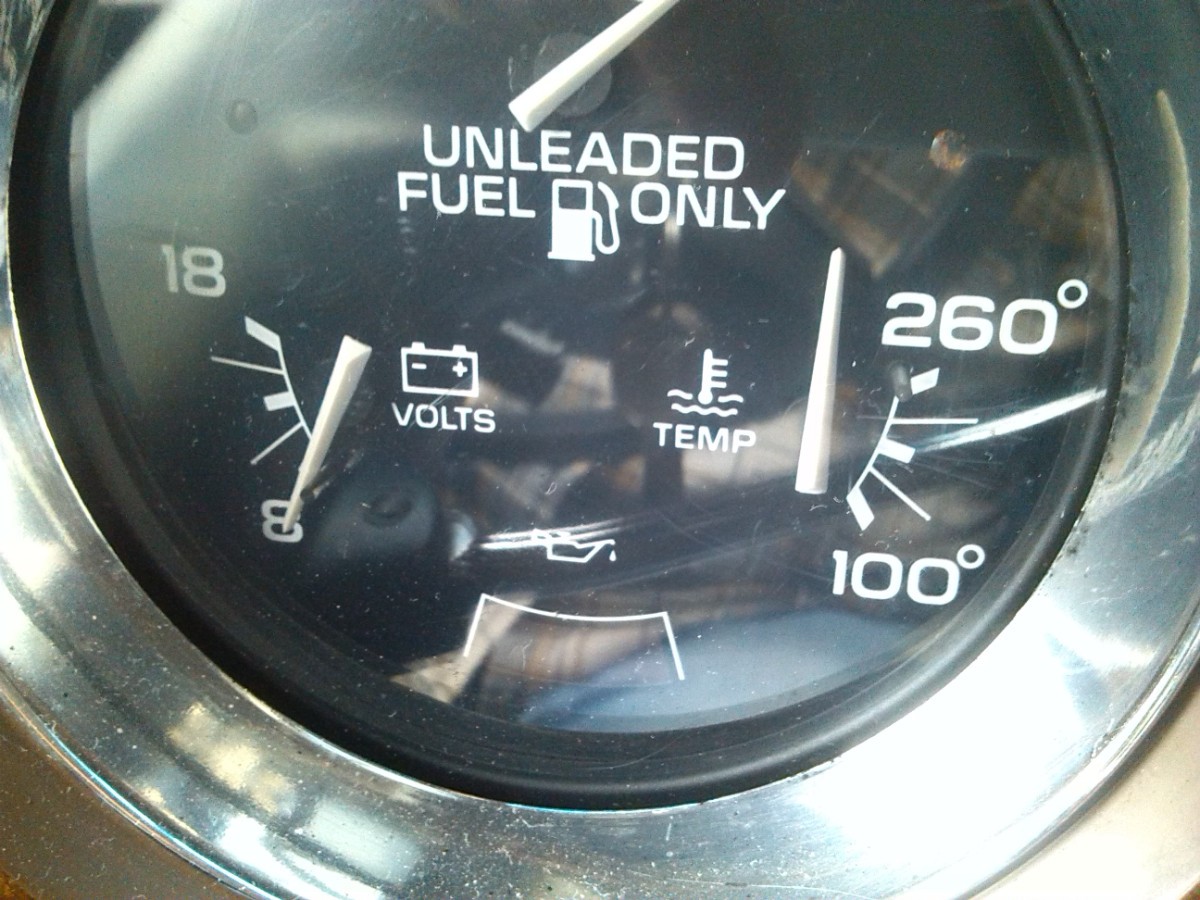 UNLEADED
FUEL ONLY
18
8
VOLTS
TEMP
260°
100°